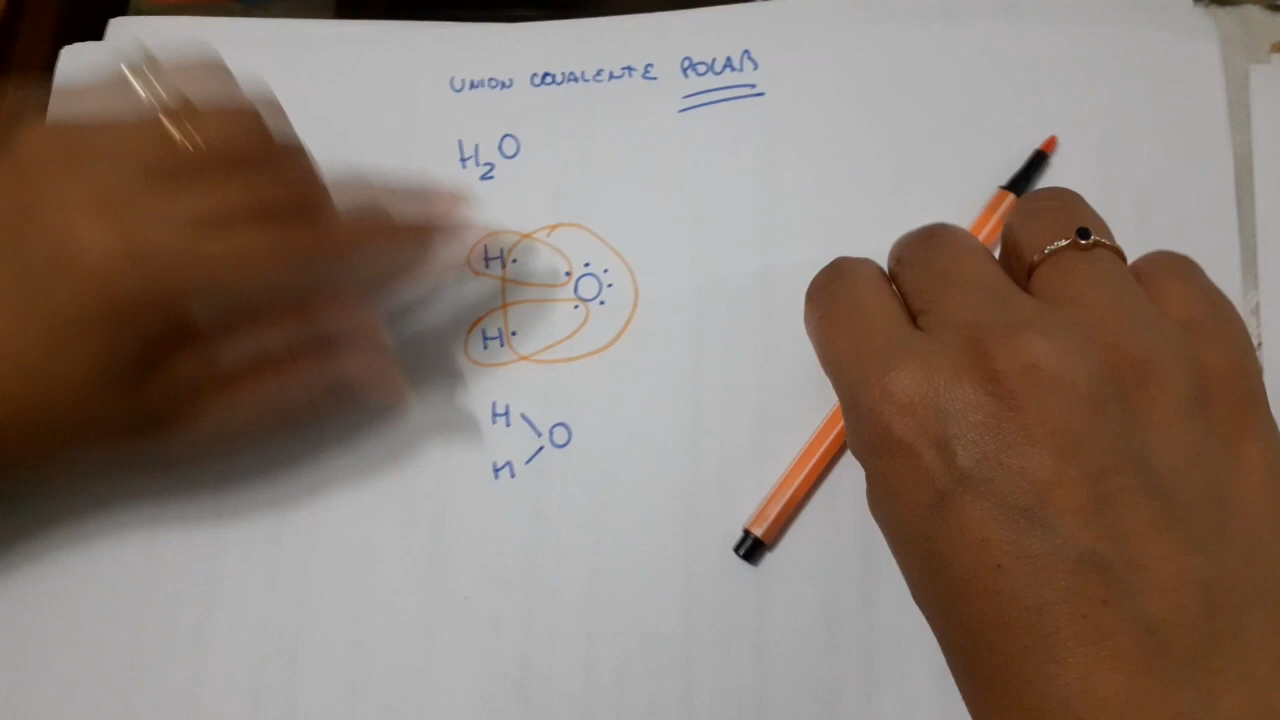 UNION COVALENTE POLAR
H₂O
H· :Ö:
H·
H
O
H